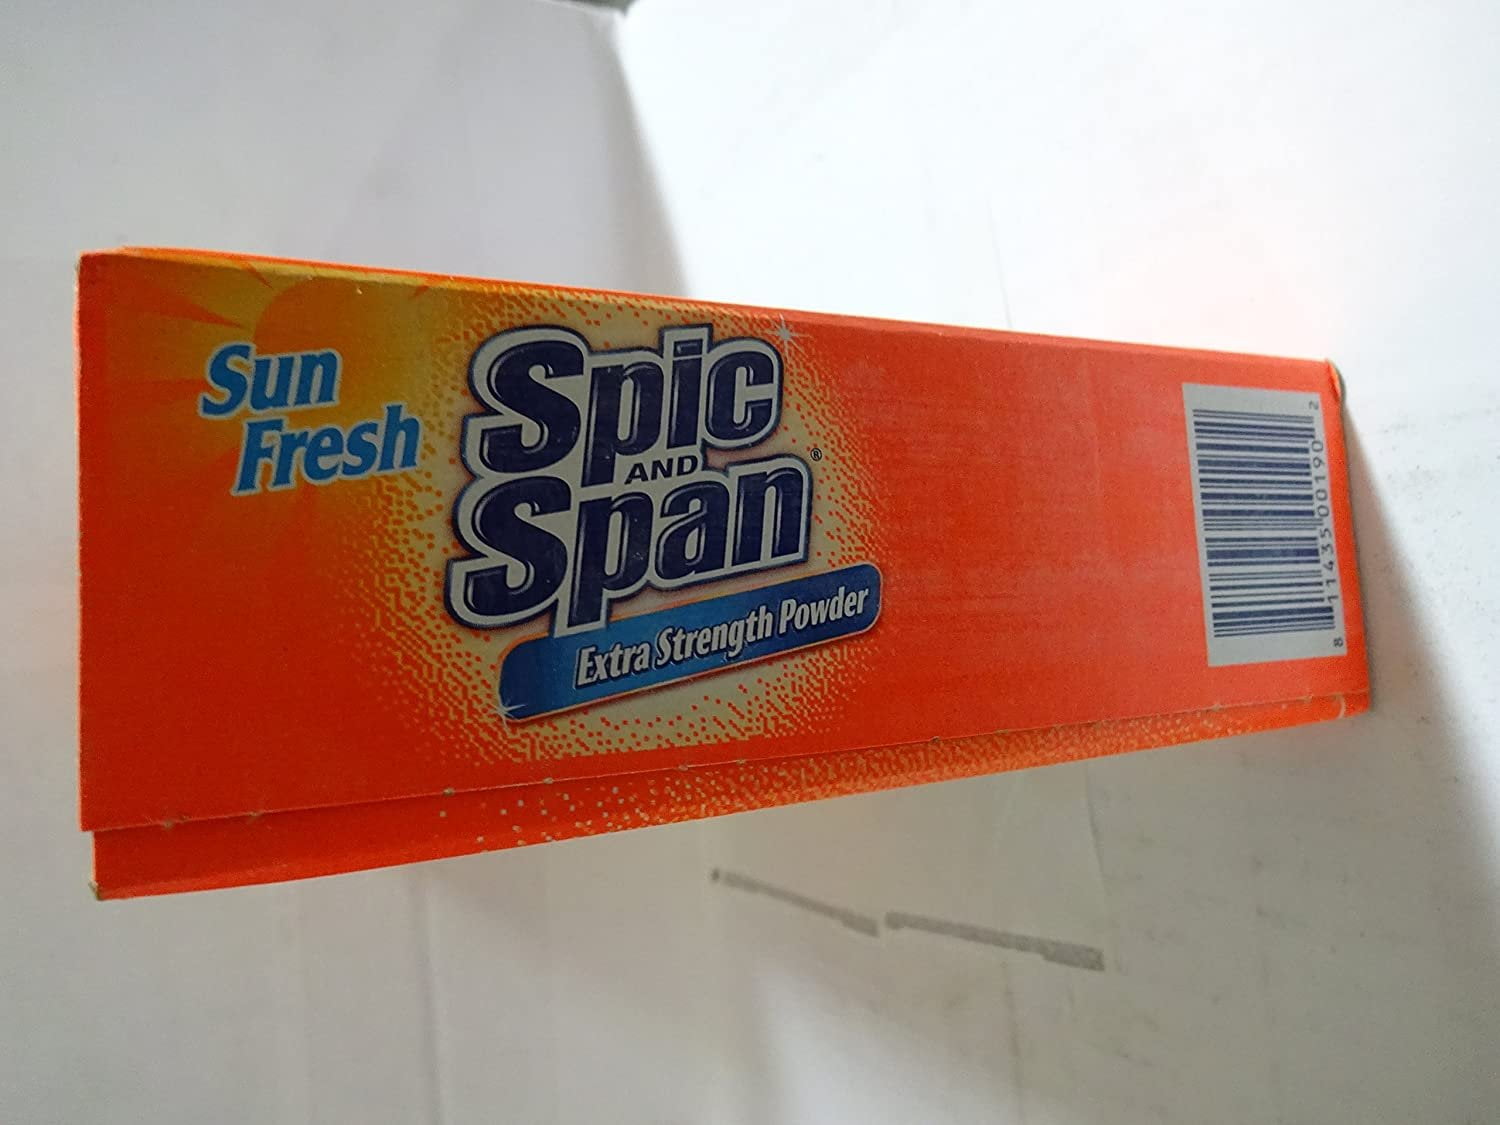 Sun
Fresh
Spic
AND
Span®
Extra Strength Powder
8 11435 00190 2